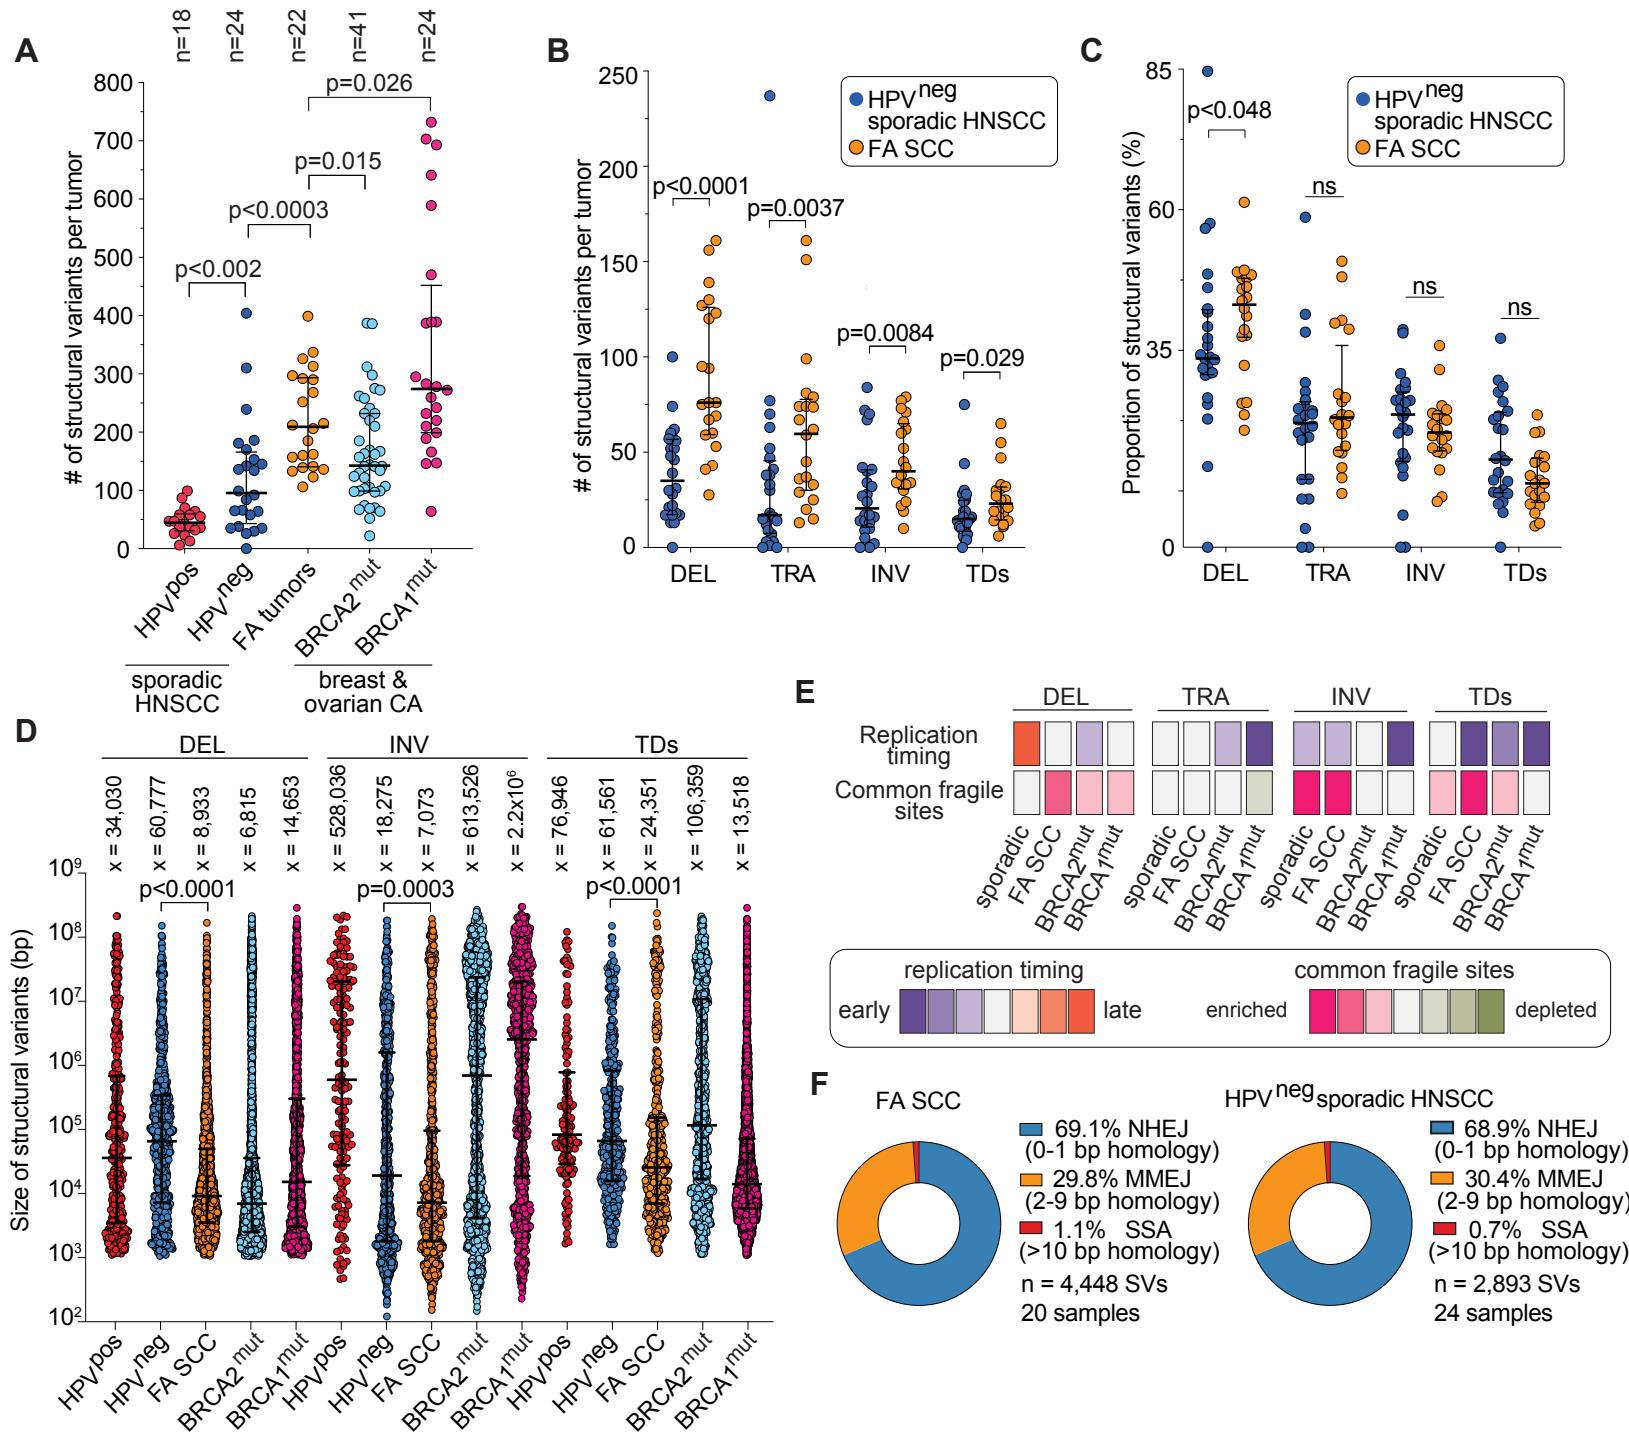 A
n=18
n=24
n=22
n=41
n=24
# of structural variants per tumor
800
700
600
500
400
300
200
100
0
p=0.026
p=0.015
p<0.0003
p<0.002
HPVpos
HPVneg
FA tumors
BRCA2mut
BRCA1mut
sporadic
HNSCC
breast &
ovarian CA
B
# of structural variants per tumor
250
200
150
100
50
0
HPVneg
sporadic HNSCC
FA SCC
p<0.0001
p=0.0037
p=0.0084
p=0.029
DEL
TRA
INV
TDs
C
Proportion of structural variants (%)
85
60
35
0
HPVneg
sporadic HNSCC
FA SCC
p<0.048
ns
ns
ns
DEL
TRA
INV
TDs
D
DEL
INV
TDs
x = 34,030
x = 60,777
x = 8,933
x = 6,815
x = 14,653
x = 528,036
x = 18,275
x = 7,073
x = 613,526
x = 2.2x10⁶
x = 76,946
x = 61,561
x = 24,351
x = 106,359
x = 13,518
Size of structural variants (bp)
10⁹
10⁸
10⁷
10⁶
10⁵
10⁴
10³
10²
p<0.0001
p=0.0003
p<0.0001
HPVpos
HPVneg
FA SCC
BRCA2mut
BRCA1mut
HPVpos
HPVneg
FA SCC
BRCA2mut
BRCA1mut
HPVpos
HPVneg
FA SCC
BRCA2mut
BRCA1mut
E
DEL
TRA
INV
TDs
Replication
timing
Common fragile
sites
sporadic
FA SCC
BRCA2mut
BRCA1mut
sporadic
FA SCC
BRCA2mut
BRCA1mut
sporadic
FA SCC
BRCA2mut
BRCA1mut
sporadic
FA SCC
BRCA2mut
BRCA1mut
replication timing
early
late
common fragile sites
enriched
depleted
F
FA SCC
69.1% NHEJ
(0-1 bp homology)
29.8% MMEJ
(2-9 bp homology)
1.1% SSA
(>10 bp homology)
n = 4,448 SVs
20 samples
HPVneg sporadic HNSCC
68.9% NHEJ
(0-1 bp homology)
30.4% MMEJ
(2-9 bp homology)
0.7% SSA
(>10 bp homology)
n = 2,893 SVs
24 samples